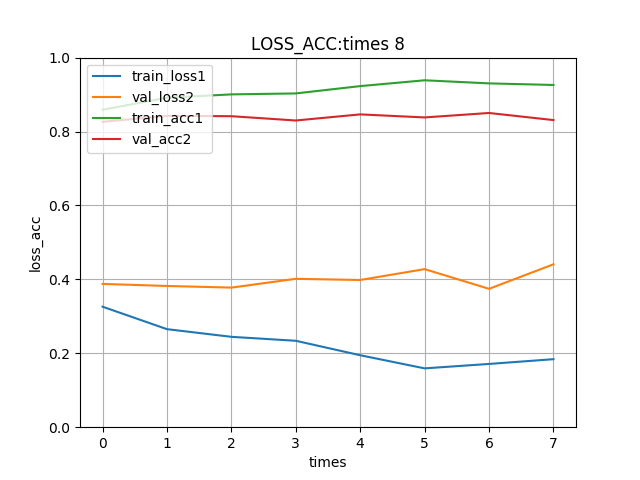 LOSS_ACC:times 8
1.0
0.8
0.6
0.4
0.2
0.0
loss_acc
train_loss1
val_loss2
train_acc1
val_acc2
0 1 2 3 4 5 6 7
times